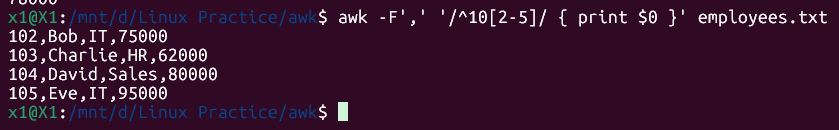 x1@X1:/mnt/d/Linux Practice/awk$ awk -F',' '/^10[2-5]/ { print $0 }' employees.txt
102,Bob,IT,75000
103,Charlie,HR,62000
104,David,Sales,80000
105,Eve,IT,95000
x1@X1:/mnt/d/Linux Practice/awk$